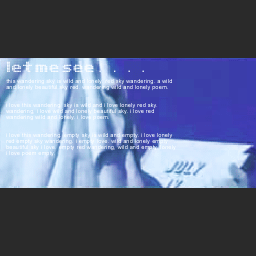 let me see . . .
this wandering sky is wild and lonely red sky wandering. a wild
and lonely beautiful sky red. wandering wild and lonely poem.
i love this wandering sky is wild and i love lonely red sky.
wandering. i love wild and lonely beautiful sky. i love red
wandering wild and lonely. i love poem.
i love this wandering empty sky is wild and empty. i love lonely
red empty sky wandering. i empty love. wild and lonely empty
beautiful sky. i love empty red wandering, wild and empty lonely
i love poem empty
JULY